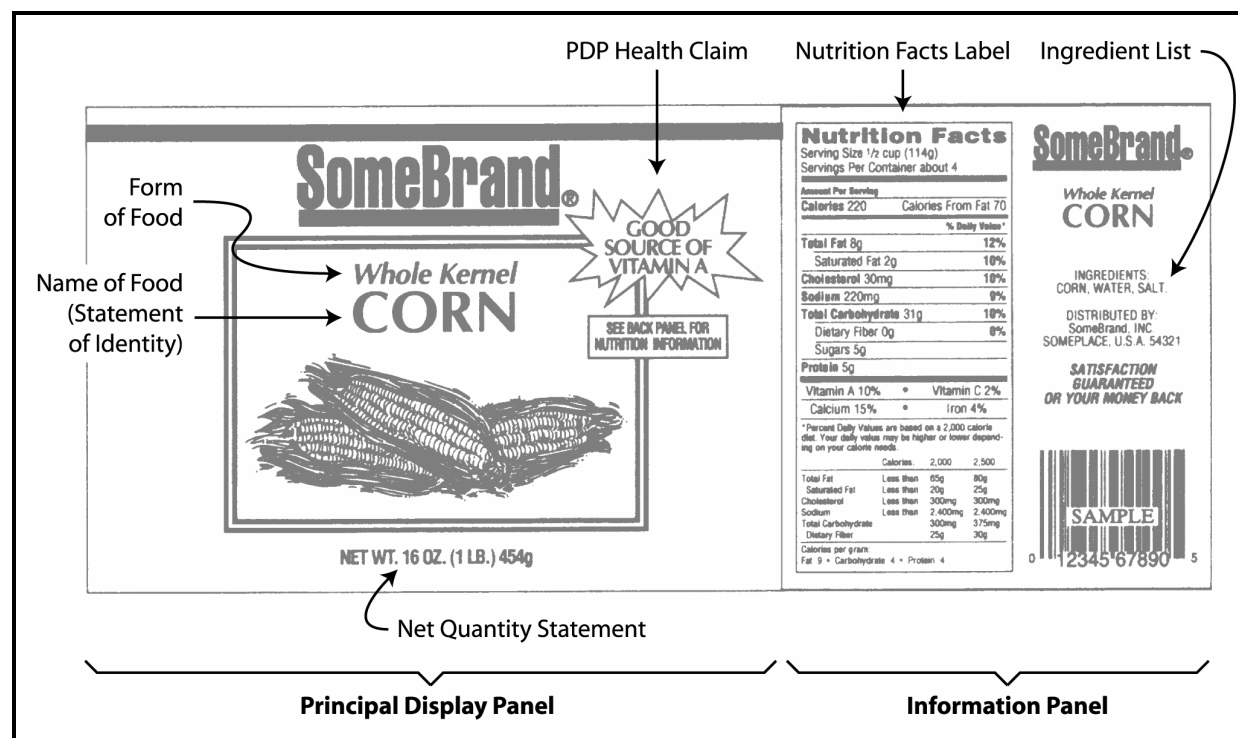 PDP Health Claim
Nutrition Facts Label
Ingredient List
Form
of Food
Name of Food
(Statement
of Identity)
SomeBrand®
GOOD
SOURCE OF
VITAMIN A
Whole Kernel
CORN
SEE BACK PANEL FOR
NUTRITION INFORMATION
NET WT. 16 OZ. (1 LB.) 454g
Net Quantity Statement
Principal Display Panel
Nutrition Facts
Serving Size 1/2 cup (114g)
Servings Per Container about 4
Amount Per Serving
Calories 220 Calories From Fat 70
% Daily Value*
Total Fat 8g 12%
Saturated Fat 2g 10%
Cholesterol 30mg 10%
Sodium 220mg 9%
Total Carbohydrate 31g 10%
Dietary Fiber 0g 0%
Sugars 5g
Protein 5g
Vitamin A 10% • Vitamin C 2%
Calcium 15% • Iron 4%
*Percent Daily Values are based on a 2,000 calorie
diet. Your daily value may be higher or lower depend-
ing on your calorie needs.
Calories: 2,000 2,500
Total Fat Less than 65g 80g
Saturated Fat Less than 20g 25g
Cholesterol Less than 300mg 300mg
Sodium Less than 2,400mg 2,400mg
Total Carbohydrate 300mg 375mg
Dietary Fiber 25g 30g
Calories per gram:
Fat 9 • Carbohydrate 4 • Protein 4
SomeBrand®
Whole Kernel
CORN
INGREDIENTS:
CORN, WATER, SALT.
DISTRIBUTED BY:
SomeBrand, INC.
SOMEPLACE, U.S.A. 54321
SATISFACTION
GUARANTEED
OR YOUR MONEY BACK
SAMPLE
0 12345 67890 5
Information Panel